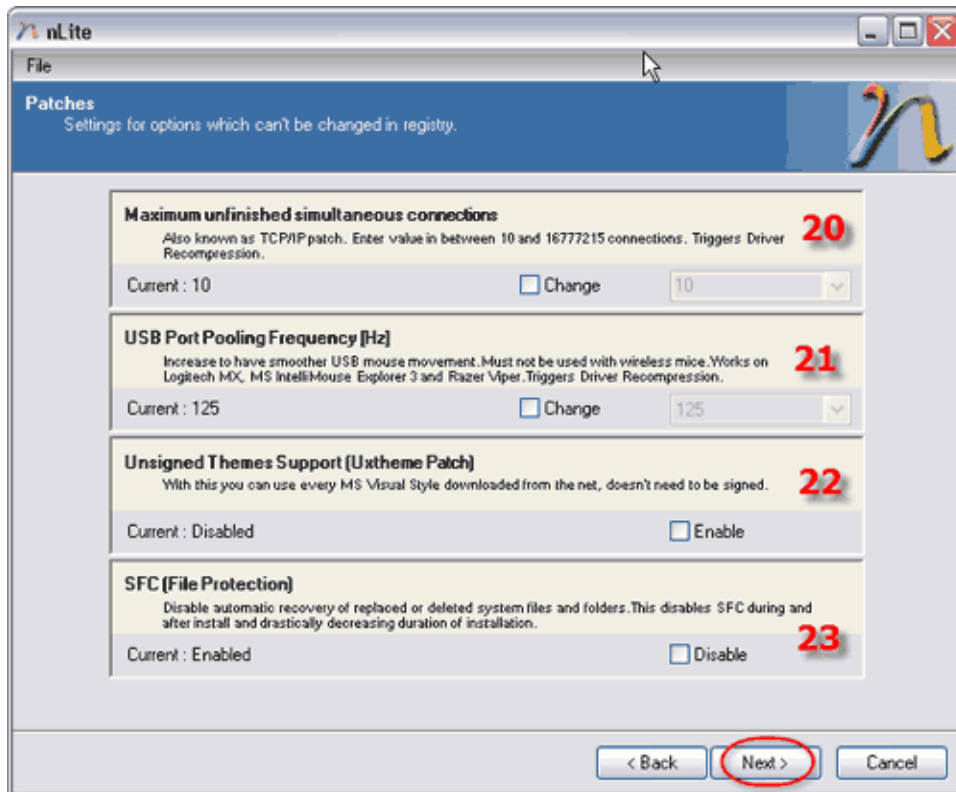 nLite
File
Patches
Settings for options which can't be changed in registry.
Maximum unfinished simultaneous connections
Also known as TCP/IP patch. Enter value in between 10 and 16777215 connections. Triggers Driver
Recompression.
20
Current : 10
Change
10
USB Port Pooling Frequency [Hz]
Increase to have smoother USB mouse movement.Must not be used with wireless mice.Works on
Logitech MX, MS IntelliMouse Explorer 3 and Razer Viper.Triggers Driver Recompression.
21
Current : 125
Change
125
Unsigned Themes Support (Uxtheme Patch)
With this you can use every MS Visual Style downloaded from the net, doesn't need to be signed.
22
Current : Disabled
Enable
SFC (File Protection)
Disable automatic recovery of replaced or deleted system files and folders.This disables SFC during and
after install and drastically decreasing duration of installation.
23
Current : Enabled
Disable
< Back
Next >
Cancel